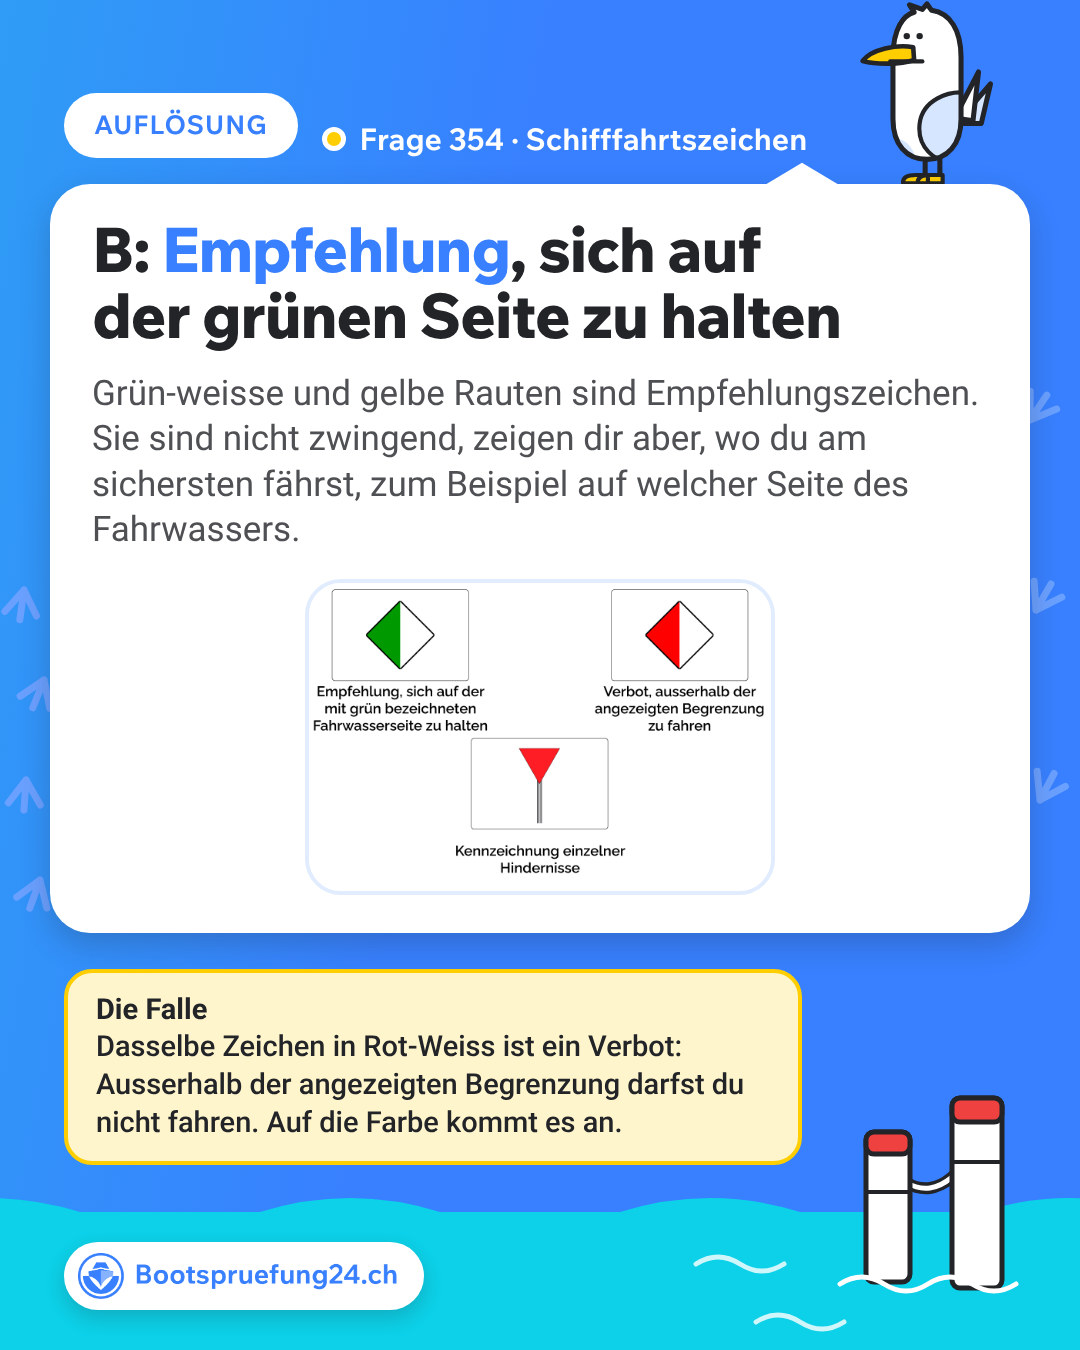 AUFLÖSUNG
Frage 354 · Schifffahrtszeichen
B: Empfehlung, sich auf
der grünen Seite zu halten
Grün-weisse und gelbe Rauten sind Empfehlungszeichen.
Sie sind nicht zwingend, zeigen dir aber, wo du am
sichersten fährst, zum Beispiel auf welcher Seite des
Fahrwassers.
Empfehlung, sich auf der
mit grün bezeichneten
Fahrwasserseite zu halten
Verbot, ausserhalb der
angezeigten Begrenzung
zu fahren
Kennzeichnung einzelner
Hindernisse
Die Falle
Dasselbe Zeichen in Rot-Weiss ist ein Verbot:
Ausserhalb der angezeigten Begrenzung darfst du
nicht fahren. Auf die Farbe kommt es an.
Bootspruefung24.ch